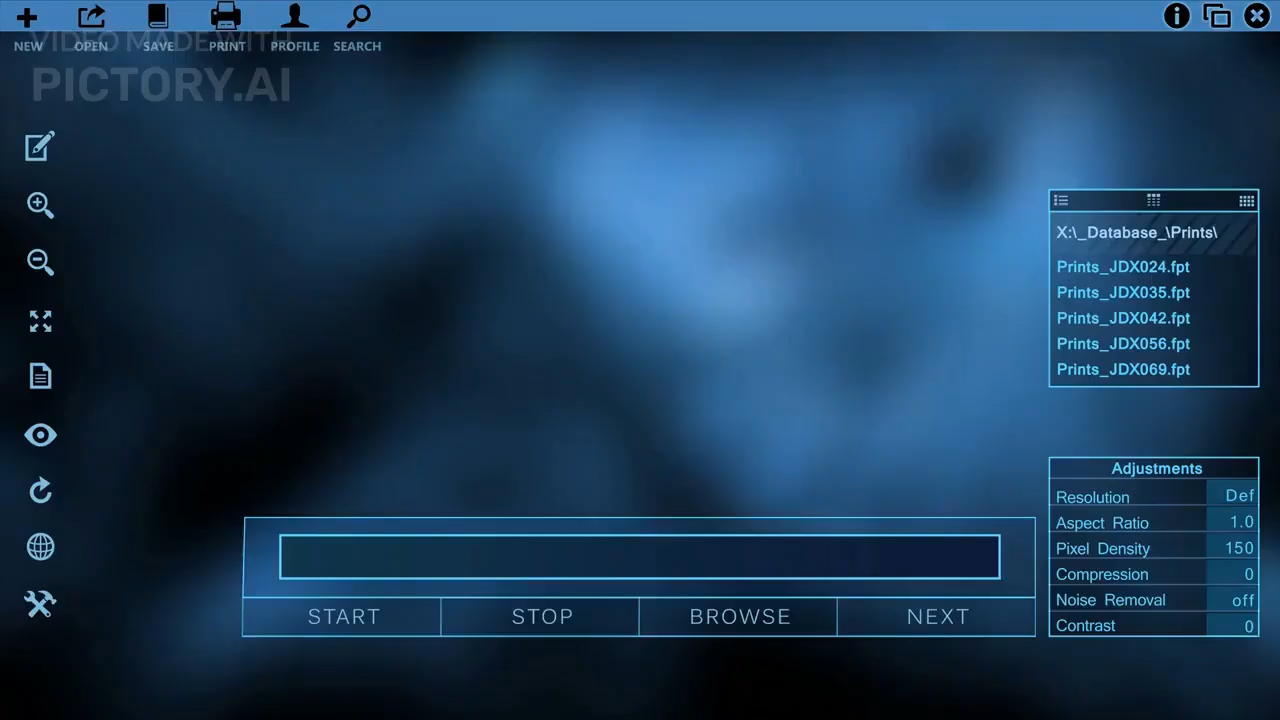 NEW OPEN SAVE PRINT PROFILE SEARCH
VIDEO MADE WITH
PICTORY.AI
X:\_Database_\Prints\
Prints_JDX024.fpt
Prints_JDX035.fpt
Prints_JDX042.fpt
Prints_JDX056.fpt
Prints_JDX069.fpt
Adjustments
Resolution Def
Aspect Ratio 1.0
Pixel Density 150
Compression 0
Noise Removal off
Contrast 0
START STOP BROWSE NEXT